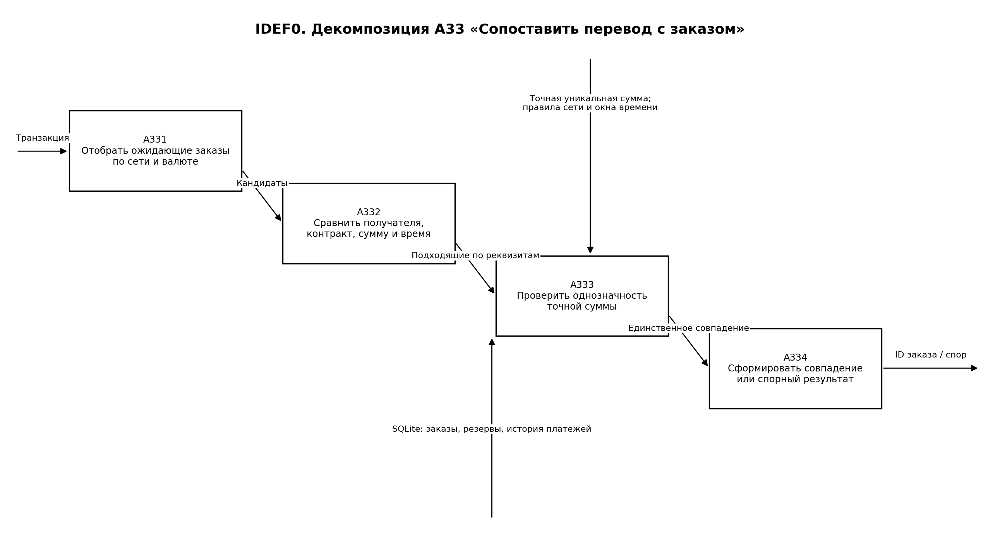 IDEF0. Декомпозиция A33 «Сопоставить перевод с заказом»
Точная уникальная сумма;
правила сети и окна времени
Транзакция
A331
Отобрать ожидающие заказы
по сети и валюте
Кандидаты
A332
Сравнить получателя,
контракт, сумму и время
Подходящие по реквизитам
A333
Проверить однозначность
точной суммы
Единственное совпадение
A334
Сформировать совпадение
или спорный результат
ID заказа / спор
SQLite: заказы, резервы, история платежей